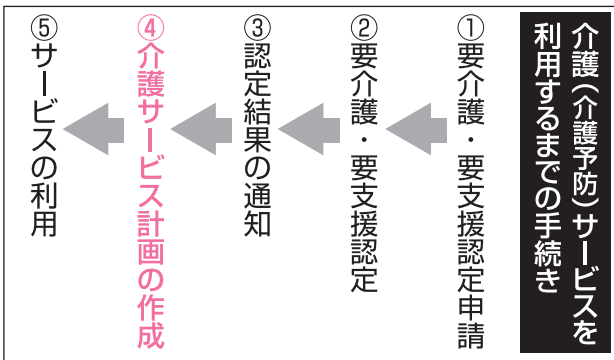 介護(介護予防)サービスを
利用するまでの手続き
①要介護・要支援認定申請
②要介護・要支援認定
③認定結果の通知
④介護サービス計画の作成
⑤サービスの利用